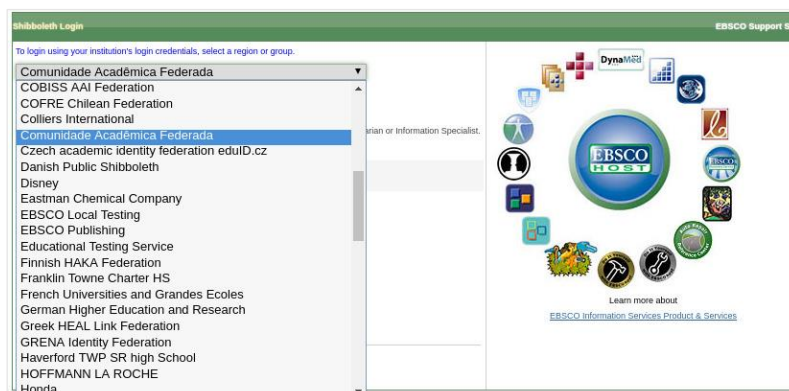 Shibboleth Login
EBSCO Support S
To login using your institution's login credentials, select a region or group.
Comunidade Acadêmica Federada
COBISS AAI Federation
COFRE Chilean Federation
Colliers International
Comunidade Acadêmica Federada
arian or Information Specialist.
Czech academic identity federation eduID.cz
Danish Public Shibboleth
Disney
Eastman Chemical Company
EBSCO Local Testing
EBSCO Publishing
Educational Testing Service
Finnish HAKA Federation
Franklin Towne Charter HS
French Universities and Grandes Ecoles
German Higher Education and Research
Greek HEAL Link Federation
GRENA Identity Federation
Haverford TWP SR high School
HOFFMANN LA ROCHE
Honda
DynaMed
EBSCO
HOST
EBSCO
Auto Repair
Reference Center
Learn more about
EBSCO Information Services Product & Services